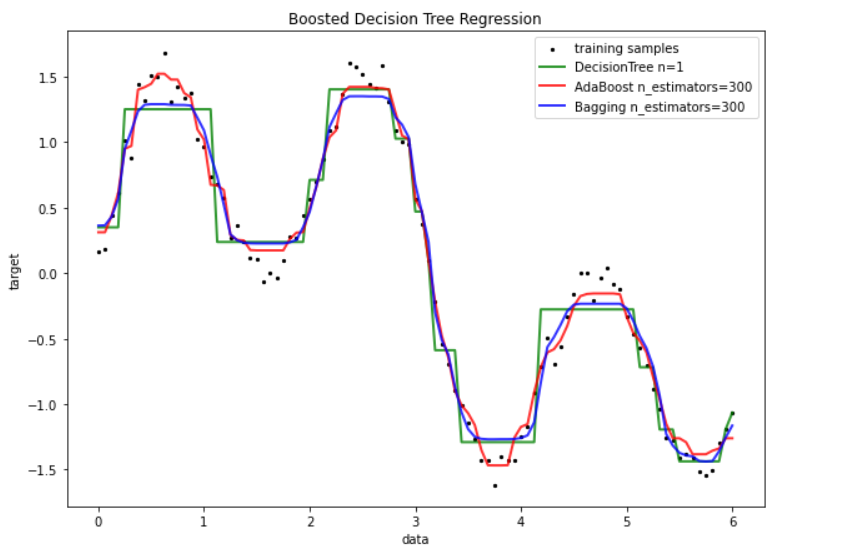 Boosted Decision Tree Regression
training samples
DecisionTree n=1
AdaBoost n_estimators=300
Bagging n_estimators=300
1.5
1.0
0.5
0.0
−0.5
−1.0
−1.5
target
0 1 2 3 4 5 6
data